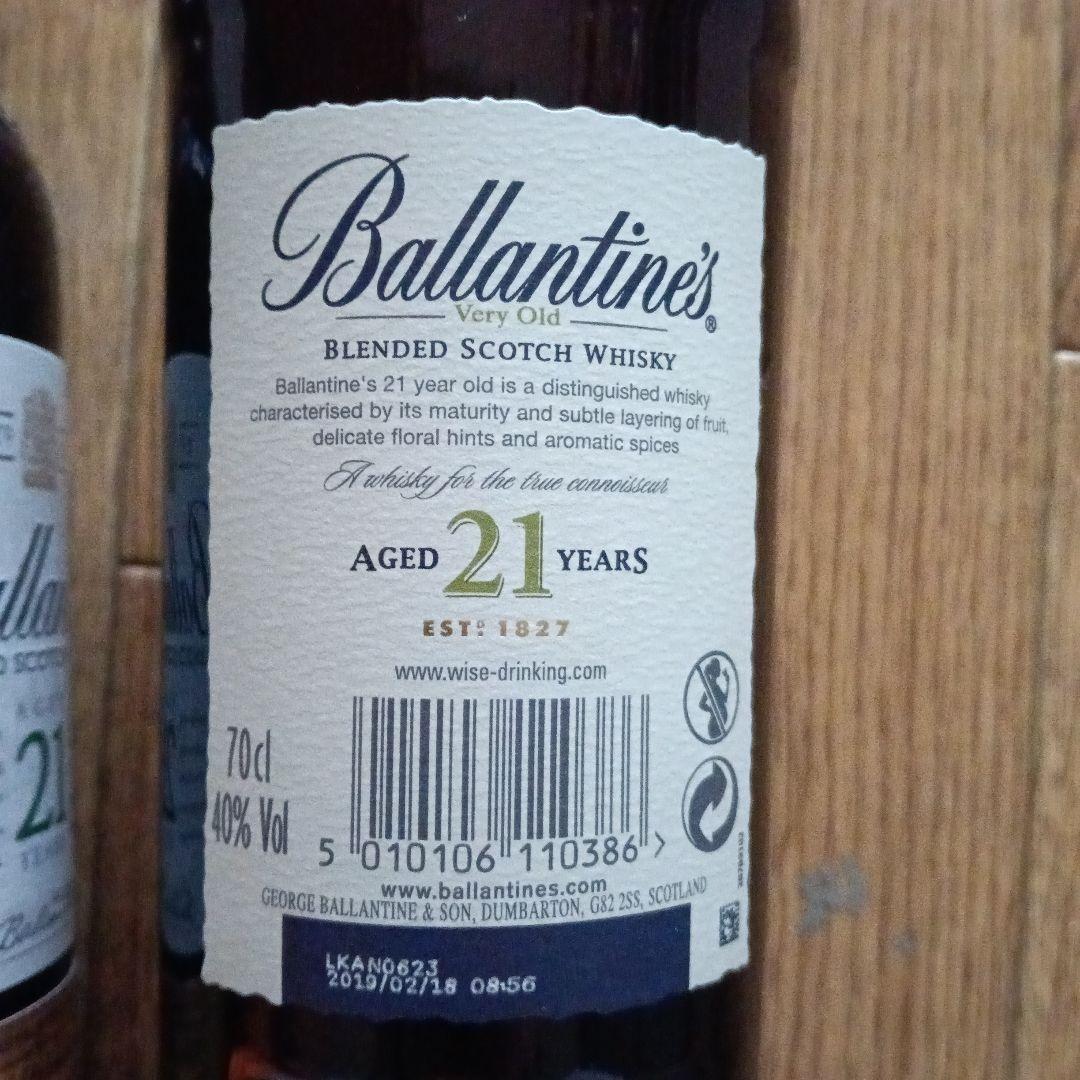 Ballantine's®
Very Old
BLENDED SCOTCH WHISKY
Ballantine's 21 year old is a distinguished whisky
characterised by its maturity and subtle layering of fruit,
delicate floral hints and aromatic spices
A whisky for the true connoisseur
AGED 21 YEARS
ESTD 1827
www.wise-drinking.com
70cl
40% Vol
5 010106 110386 >
www.ballantines.com
GEORGE BALLANTINE & SON, DUMBARTON, G82 2SS, SCOTLAND
LKAN0623
2019/02/18 08:56
21